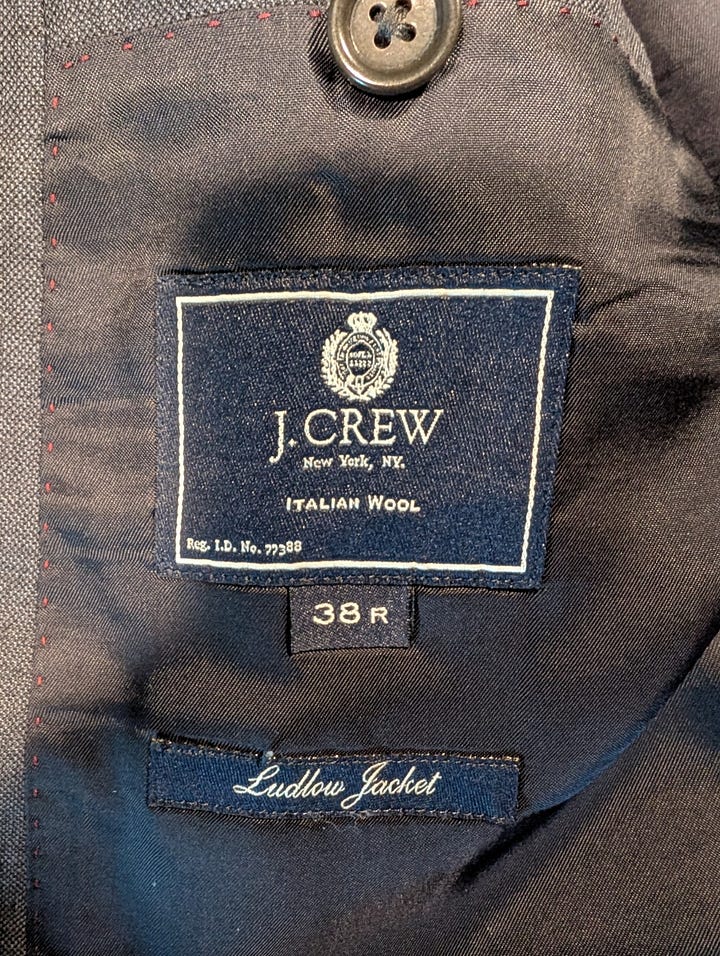 J.CREW
New York, NY.
ITALIAN WOOL
Reg. I.D. No. 77388
38 R
Ludlow Jacket